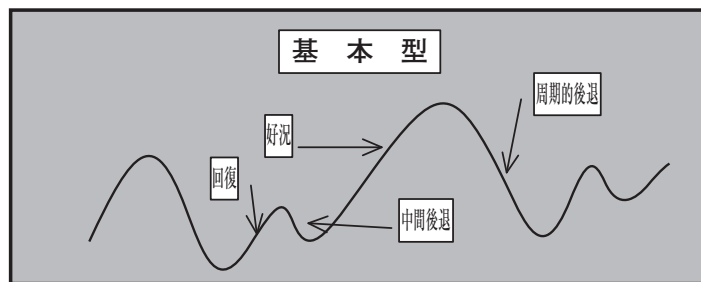 基本型
周期的後退
好況
回復
中間後退